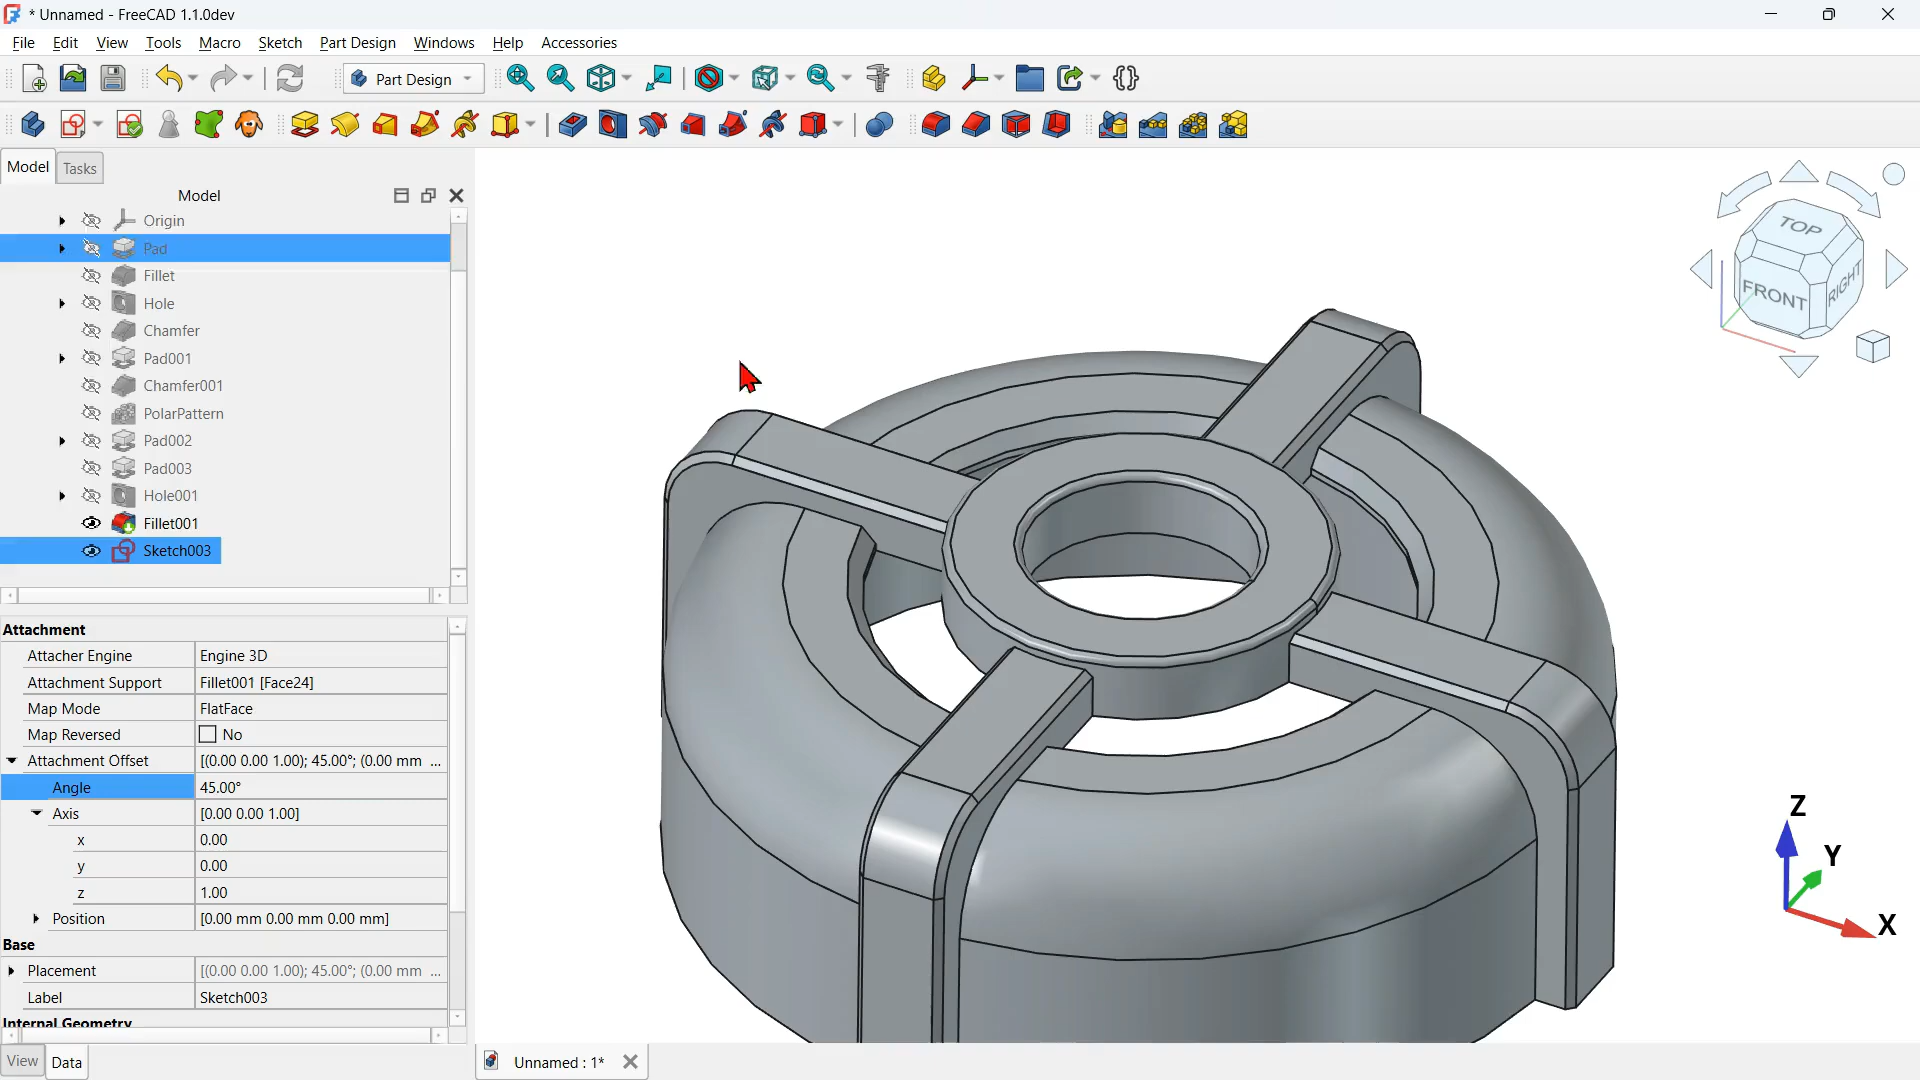 * Unnamed - FreeCAD 1.1.0dev
File Edit View Tools Macro Sketch Part Design Windows Help Accessories
Part Design
Model Tasks
Model
Origin
Pad
Fillet
Hole
Chamfer
Pad001
Chamfer001
PolarPattern
Pad002
Pad003
Hole001
Fillet001
Sketch003
Attachment
Attacher Engine Engine 3D
Attachment Support Fillet001 [Face24]
Map Mode FlatFace
Map Reversed No
Attachment Offset [(0.00 0.00 1.00); 45.00°; (0.00 mm ...
Angle 45.00°
Axis [0.00 0.00 1.00]
x 0.00
y 0.00
z 1.00
Position [0.00 mm 0.00 mm 0.00 mm]
Base
Placement [(0.00 0.00 1.00); 45.00°; (0.00 mm ...
Label Sketch003
Internal Geometry
View Data
Unnamed : 1*
TOP
FRONT
RIGHT
Z
Y
X